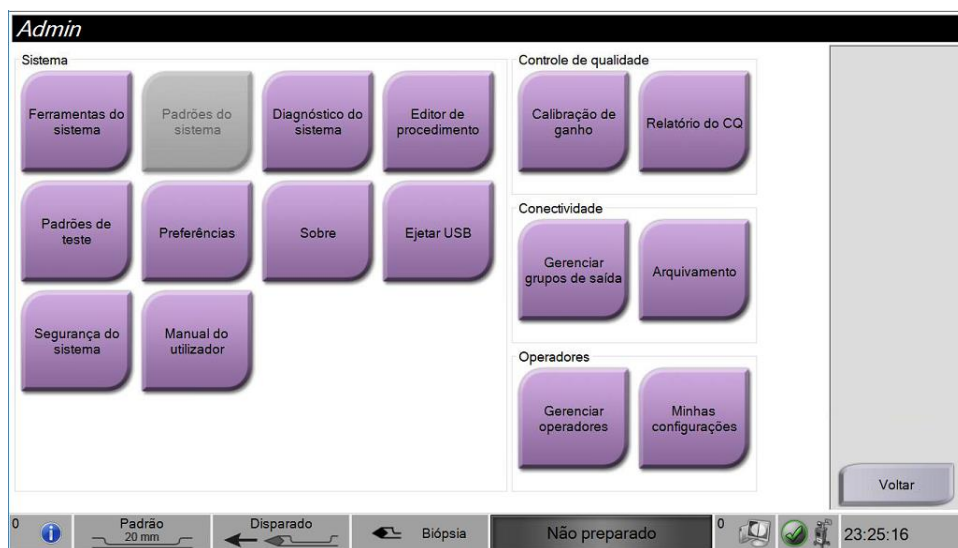 Admin
Sistema
Ferramentas do
sistema
Padrões do
sistema
Diagnóstico do
sistema
Editor de
procedimento
Padrões de
teste
Preferências
Sobre
Ejetar USB
Segurança do
sistema
Manual do
utilizador
Controle de qualidade
Calibração de
ganho
Relatório do CQ
Conectividade
Gerenciar
grupos de saída
Arquivamento
Operadores
Gerenciar
operadores
Minhas
configurações
Voltar
0
Padrão
20 mm
Disparado
Biópsia
Não preparado
0
23:25:16